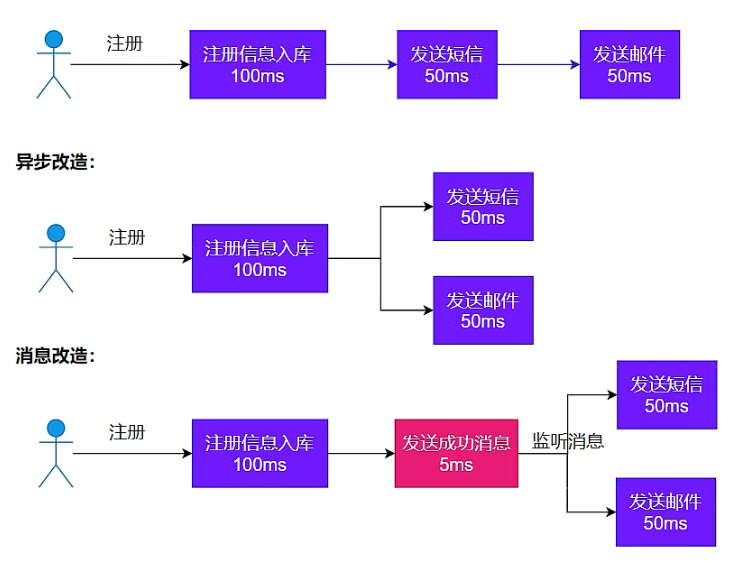 注册
注册信息入库
100ms
发送短信
50ms
发送邮件
50ms
异步改造：
注册
注册信息入库
100ms
发送短信
50ms
发送邮件
50ms
消息改造：
注册
注册信息入库
100ms
发送成功消息
5ms
监听消息
发送短信
50ms
发送邮件
50ms